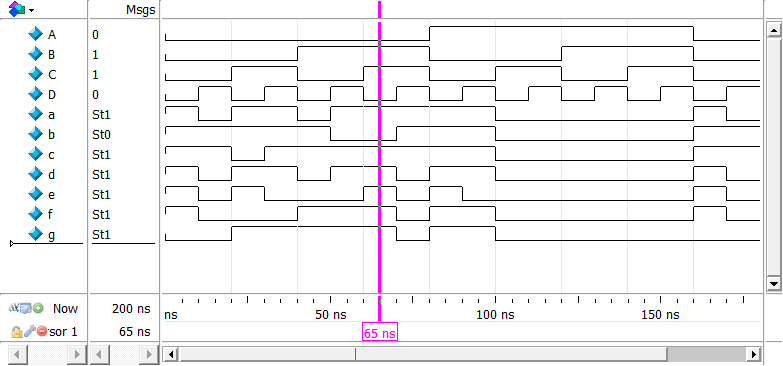 Msgs
A 0
B 1
C 1
D 0
a St1
b St0
c St1
d St1
e St1
f St1
g St1
Now 200 ns ns 50 ns 100 ns 150 ns
sor 1 65 ns 65 ns